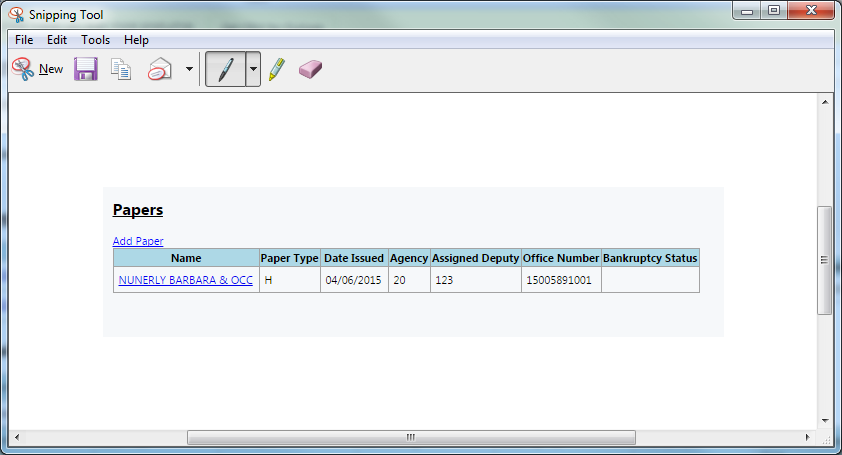 Snipping Tool
File Edit Tools Help
New
Papers
Add Paper
Name Paper Type Date Issued Agency Assigned Deputy Office Number Bankruptcy Status
NUNERLY BARBARA & OCC H 04/06/2015 20 123 15005891001